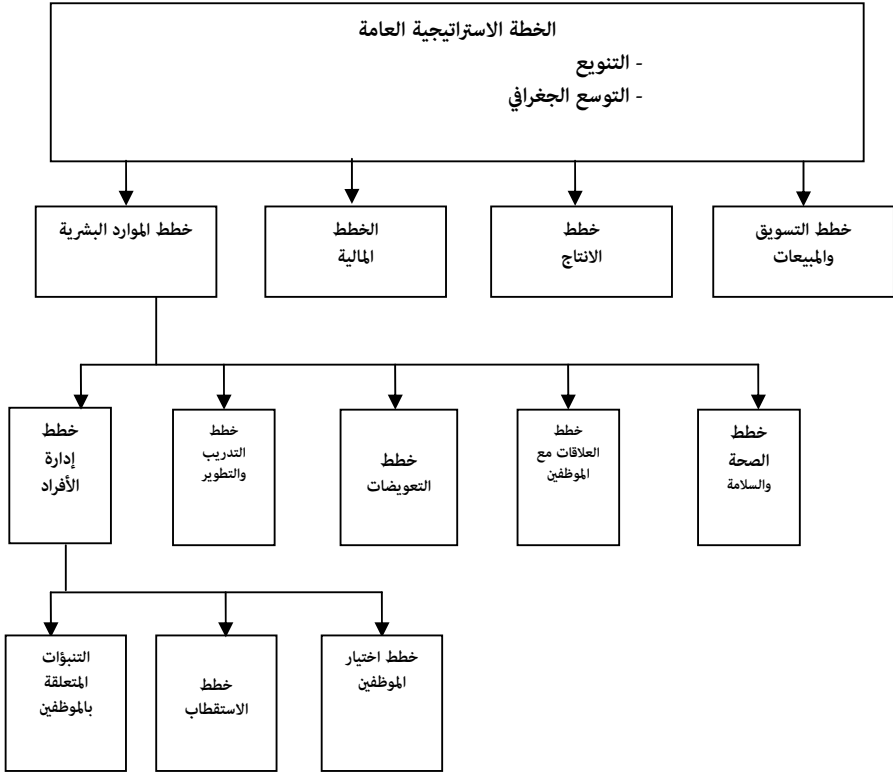 الخطة الاستراتيجية العامة
- التنويع
- التوسع الجغرافي
خطط التسويق
والمبيعات
خطط
الانتاج
الخطط
المالية
خطط الموارد البشرية
خطط
الصحة
والسلامة
خطط
العلاقات مع
الموظفين
خطط
التعويضات
خطط
التدريب
والتطوير
خطط
إدارة
الأفراد
خطط اختيار
الموظفين
خطط
الاستقطاب
التنبؤات
المتعلقة
بالموظفين